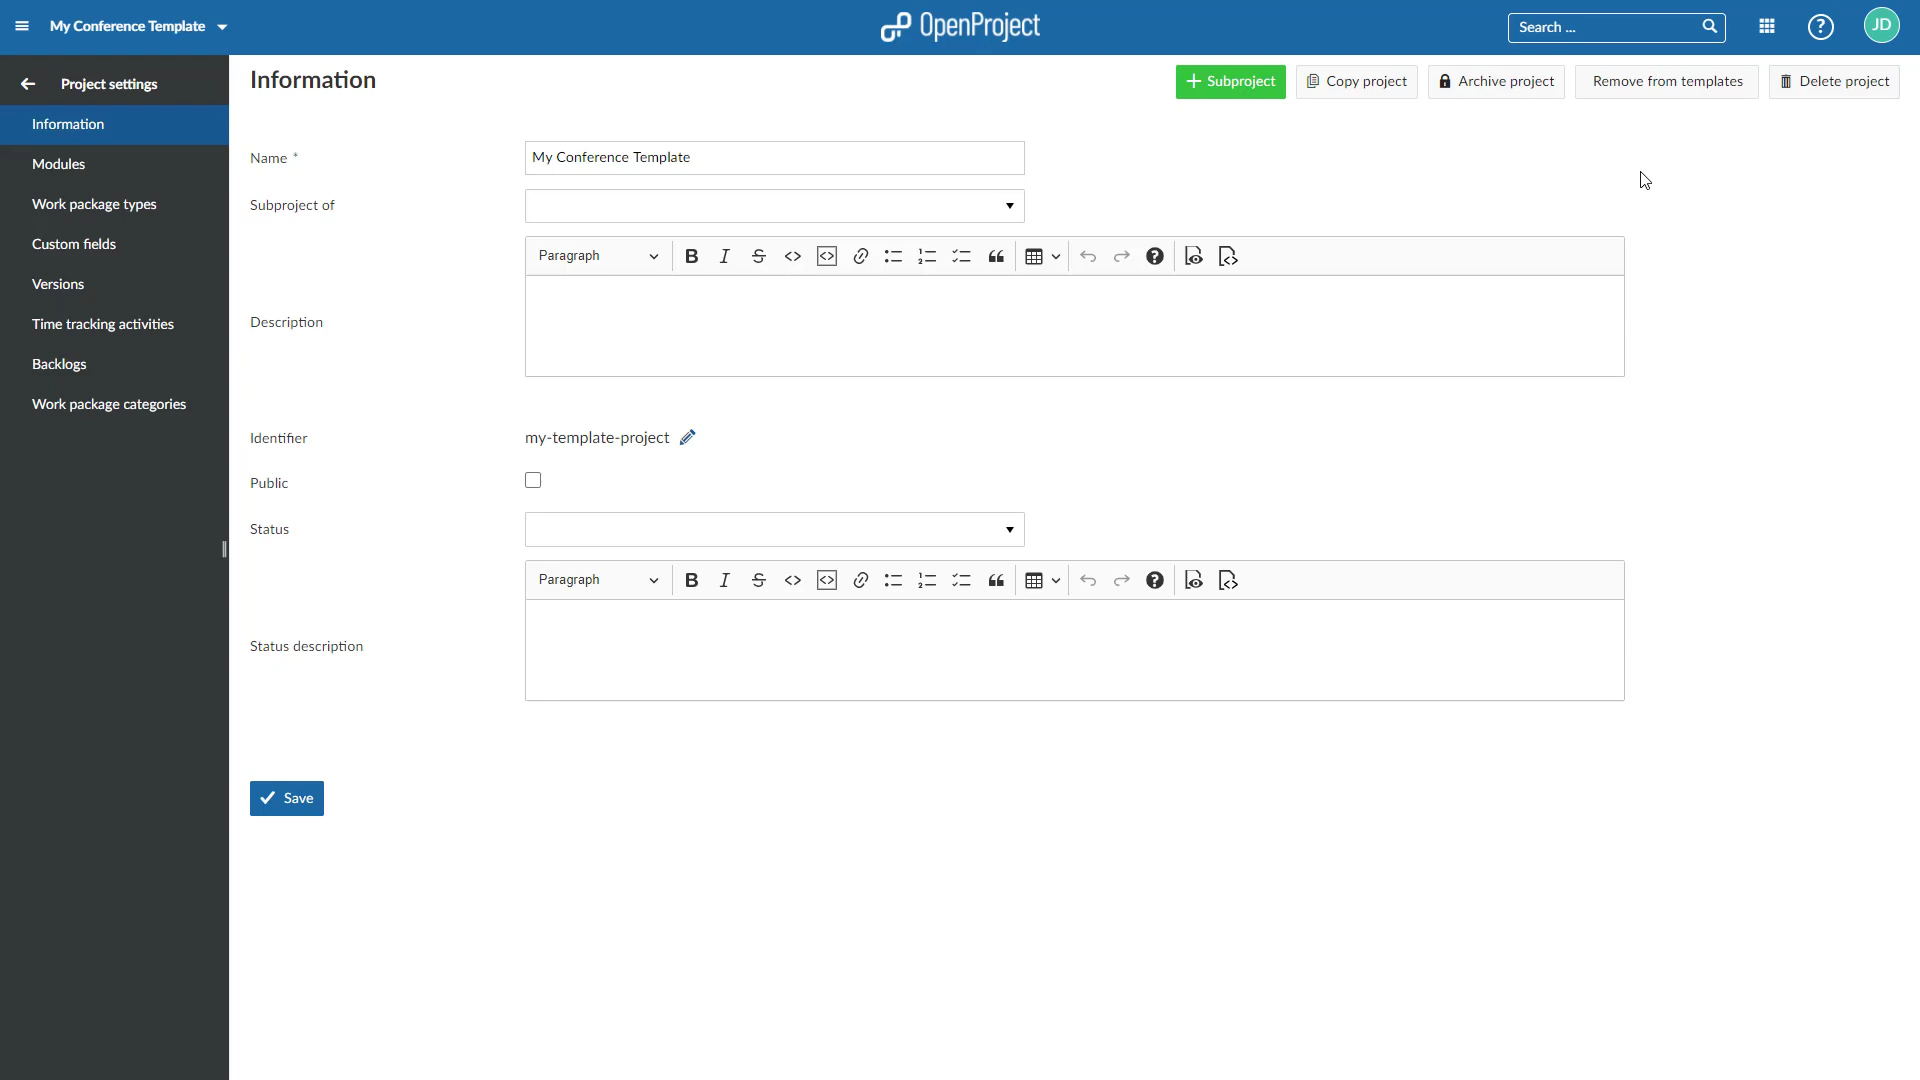 My Conference Template
OpenProject
Search ...
JD
Project settings
Information
Modules
Work package types
Custom fields
Versions
Time tracking activities
Backlogs
Work package categories
Information
Subproject
Copy project
Archive project
Remove from templates
Delete project
Name *
My Conference Template
Subproject of
Paragraph
Description
Identifier
my-template-project
Public
Status
Paragraph
Status description
Save